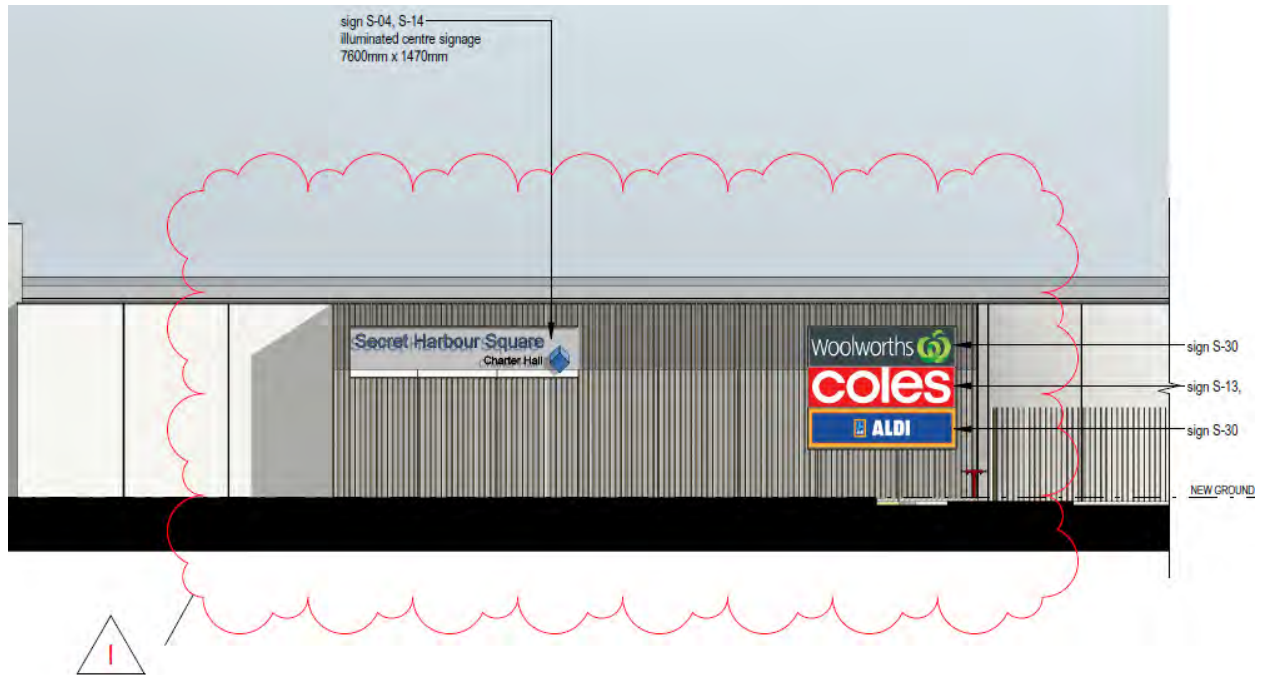 sign S-04, S-14
illuminated centre signage
7600mm x 1470mm
Secret Harbour Square
Charter Hall
Woolworths
sign S-30
coles
sign S-13,
ALDI
sign S-30
NEW GROUND
1